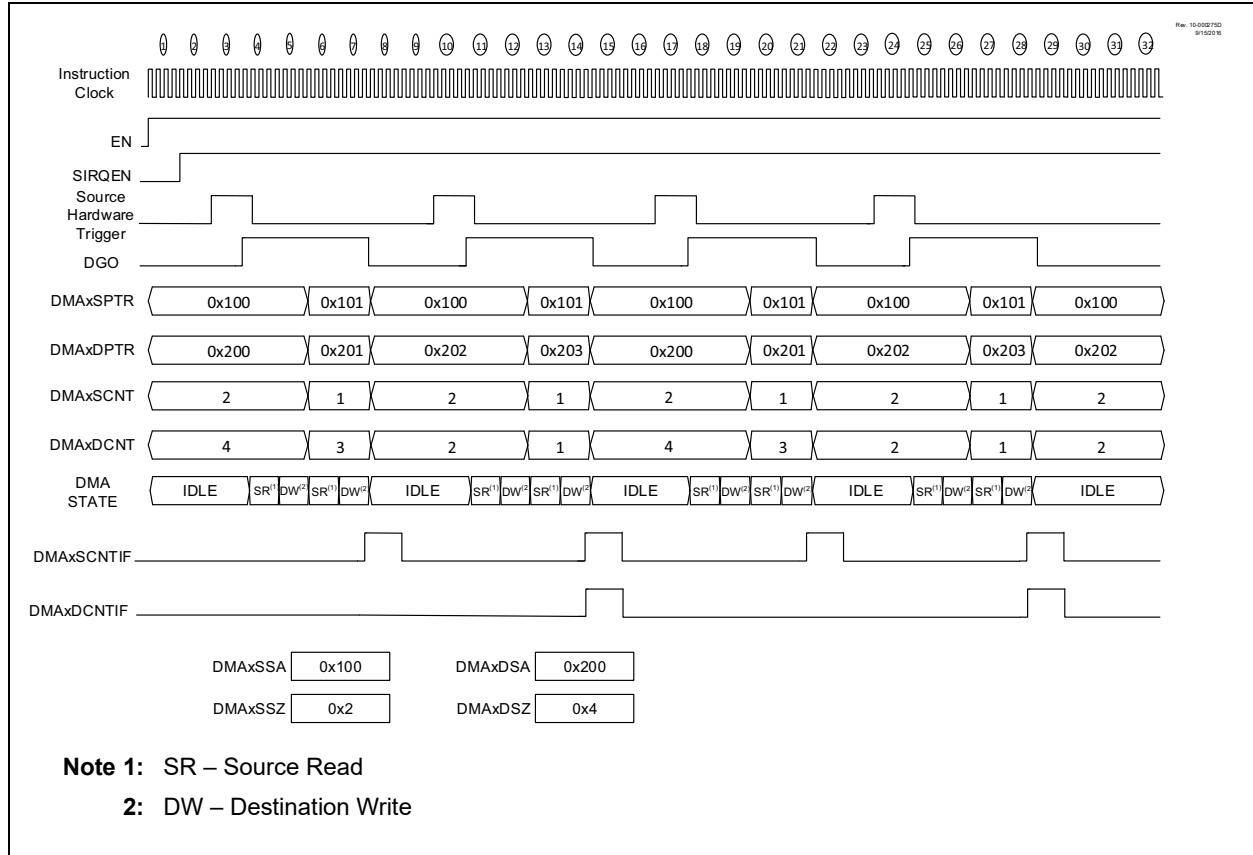 Rev. 10-000275D
9/15/2016
1 2 3 4 5 6 7 8 9 10 11 12 13 14 15 16 17 18 19 20 21 22 23 24 25 26 27 28 29 30 31 32
Instruction
Clock
EN
SIRQEN
Source
Hardware
Trigger
DGO
DMAxSPTR 0x100 0x101 0x100 0x101 0x100 0x101 0x100 0x101 0x100
DMAxDPTR 0x200 0x201 0x202 0x203 0x200 0x201 0x202 0x203 0x202
DMAxSCNT 2 1 2 1 2 1 2 1 2
DMAxDCNT 4 3 2 1 4 3 2 1 2
DMA
STATE
IDLE SR(1) DW(2) SR(1) DW(2 IDLE SR(1) DW(2 SR(1) DW(2 IDLE SR(1) DW(2 SR(1) DW(2 IDLE SR(1) DW(2 SR(1) DW(2 IDLE
DMAxSCNTIF
DMAxDCNTIF
DMAxSSA 0x100 DMAxDSA 0x200
DMAxSSZ 0x2 DMAxDSZ 0x4
Note 1: SR – Source Read
2: DW – Destination Write